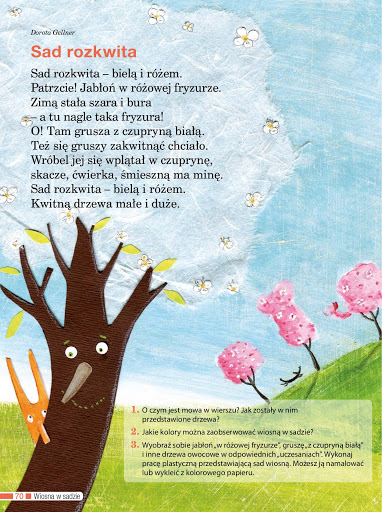 Dorota Gellner
Sad rozkwita
Sad rozkwita – bielą i różem.
Patrzcie! Jabłoń w różowej fryzurze.
Zimą stała szara i bura
– a tu nagle taka fryzura!
O! Tam grusza z czupryną białą.
Też się gruszy zakwitnąć chciało.
Wróbel jej się wplątał w czuprynę,
skacze, ćwierka, śmieszną ma minę.
Sad rozkwita – bielą i różem.
Kwitną drzewa małe i duże.
1. O czym jest mowa w wierszu? Jak zostały w nim
przedstawione drzewa?
2. Jakie kolory można zaobserwować wiosną w sadzie?
3. Wyobraź sobie jabłoń „w różowej fryzurze”, gruszę „z czupryną białą”
i inne drzewa owocowe w odpowiednich „uczesaniach”. Wykonaj
pracę plastyczną przedstawiającą sad wiosną. Możesz ją namalować
lub wykleić z kolorowego papieru.
70 Wiosna w sadzie